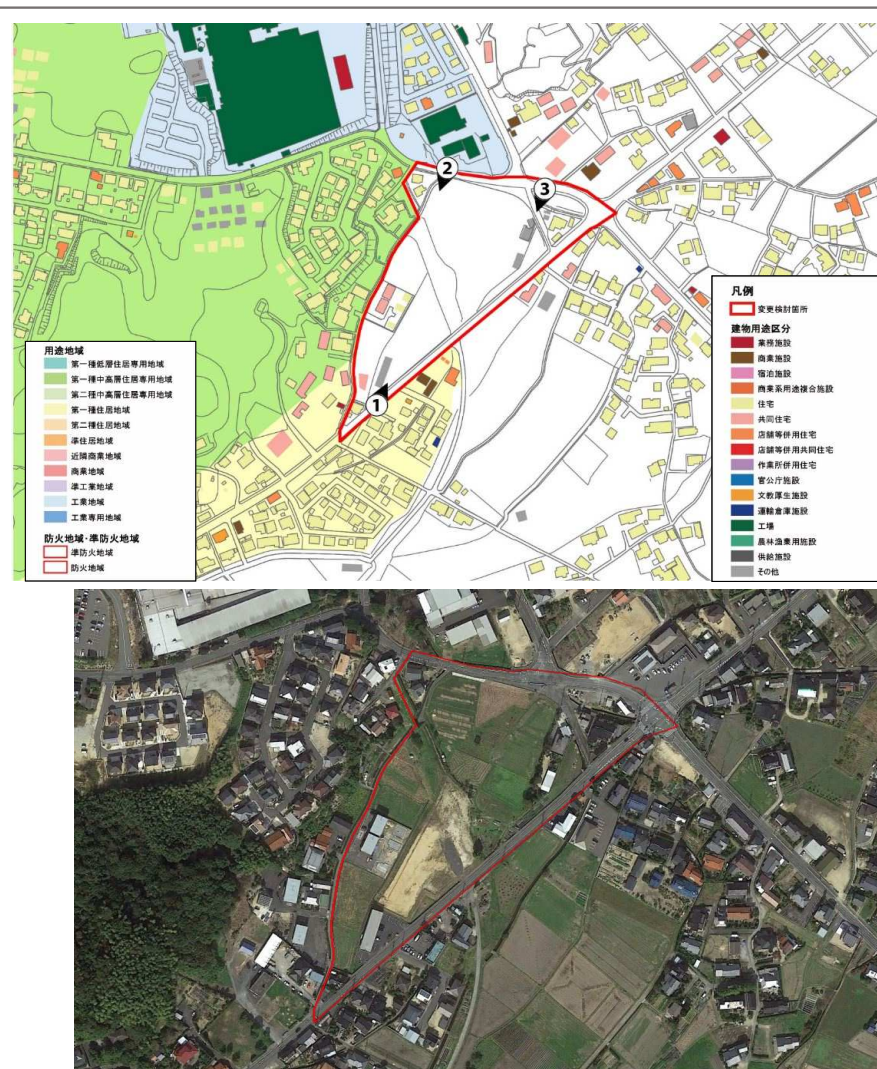 2
3
1
用途地域
第一種低層住居専用地域
第一種中高層住居専用地域
第二種中高層住居専用地域
第一種住居地域
第二種住居地域
準住居地域
近隣商業地域
商業地域
準工業地域
工業地域
工業専用地域
防火地域・準防火地域
準防火地域
防火地域
凡例
変更検討箇所
建物用途区分
業務施設
商業施設
宿泊施設
商業系用途複合施設
住宅
共同住宅
店舗等併用住宅
店舗等併用共同住宅
作業所併用住宅
官公庁施設
文教厚生施設
運輸倉庫施設
工場
農林漁業用施設
供給施設
その他